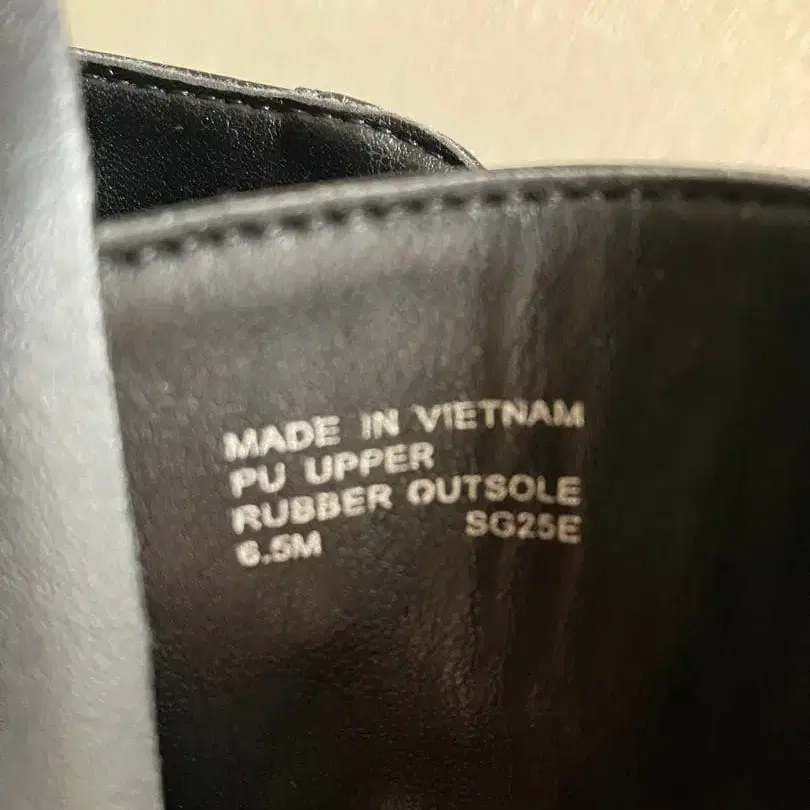 MADE IN VIETNAM
PU UPPER
RUBBER OUTSOLE
6.5M SG25E